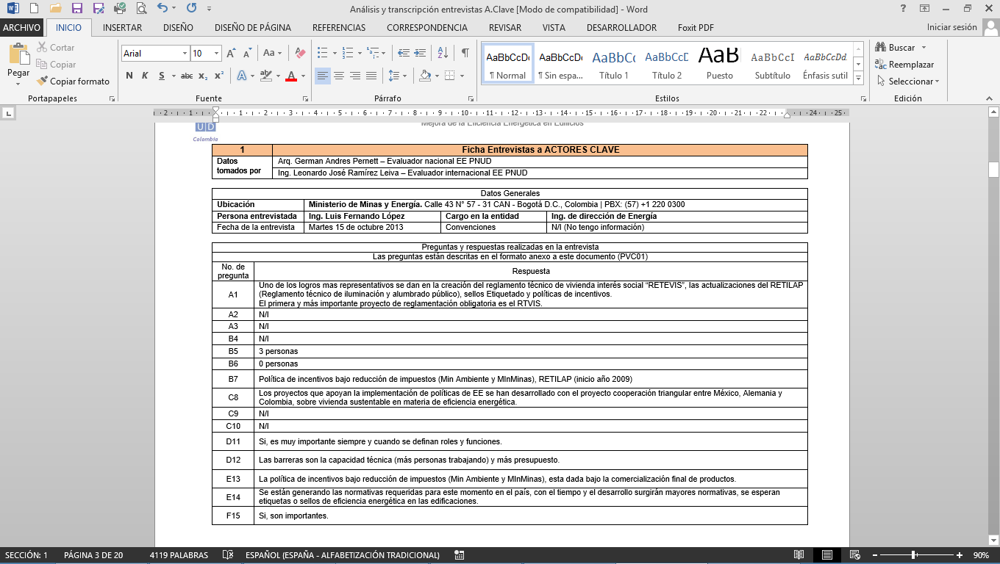 Análisis y transcripción entrevistas A.Clave [Modo de compatibilidad] - Word
ARCHIVO INICIO INSERTAR DISEÑO DISEÑO DE PÁGINA REFERENCIAS CORRESPONDENCIA REVISAR VISTA DESARROLLADOR Foxit PDF Iniciar sesión
Pegar
Cortar
Copiar
Copiar formato
Portapapeles
Arial 10
N K S abc x₂ x²
Fuente
Párrafo
AaBbCcDc AaBbCcDc AaBbCc AaBbCcD AaB AaBbCcI AaBbCcDd.
¶ Normal ¶ Sin espa... Título 1 Título 2 Puesto Subtítulo Énfasis sutil
Estilos
Buscar
Reemplazar
Seleccionar
Edición
2 1 1 2 3 4 5 6 7 8 9 10 11 12 13 14 15 16 17 18 19 20 21 22 24 25
Mejora de la Eficiencia Energética en Edificios
U D
Colombia
1 Ficha Entrevistas a ACTORES CLAVE
Datos tomados por
Arq. German Andres Pernett – Evaluador nacional EE PNUD
Ing. Leonardo José Ramírez Leiva – Evaluador internacional EE PNUD
Datos Generales
Ubicación Ministerio de Minas y Energía. Calle 43 N° 57 - 31 CAN - Bogotá D.C., Colombia | PBX: (57) +1 220 0300
Persona entrevistada Ing. Luis Fernando López Cargo en la entidad Ing. de dirección de Energía
Fecha de la entrevista Martes 15 de octubre 2013 Convenciones N/I (No tengo información)
Preguntas y respuestas realizadas en la entrevista
Las preguntas están descritas en el formato anexo a este documento (PVC01)
No. de pregunta Respuesta
A1 Uno de los logros mas representativos se dan en la creación del reglamento técnico de vivienda interés social “RETEVIS”, las actualizaciones del RETILAP
(Reglamento técnico de iluminación y alumbrado público), sellos Etiquetado y políticas de incentivos.
El primera y más importante proyecto de reglamentación obligatoria es el RTVIS.
A2 N/I
A3 N/I
B4 N/I
B5 3 personas
B6 0 personas
B7 Política de incentivos bajo reducción de impuestos (Min Ambiente y MInMinas), RETILAP (inicio año 2009)
C8 Los proyectos que apoyan la implementación de políticas de EE se han desarrollado con el proyecto cooperación triangular entre México, Alemania y
Colombia, sobre vivienda sustentable en materia de eficiencia energética.
C9 N/I
C10 N/I
D11 Si, es muy importante siempre y cuando se definan roles y funciones.
D12 Las barreras son la capacidad técnica (más personas trabajando) y más presupuesto.
E13 La política de incentivos bajo reducción de impuestos (Min Ambiente y MInMinas), esta dada bajo la comercialización final de productos.
E14 Se están generando las normativas requeridas para este momento en el país, con el tiempo y el desarrollo surgirán mayores normativas, se esperan
etiquetas o sellos de eficiencia energética en las edificaciones.
F15 Si, son importantes.
SECCIÓN: 1 PÁGINA 3 DE 20 4119 PALABRAS ESPAÑOL (ESPAÑA - ALFABETIZACIÓN TRADICIONAL) 90%